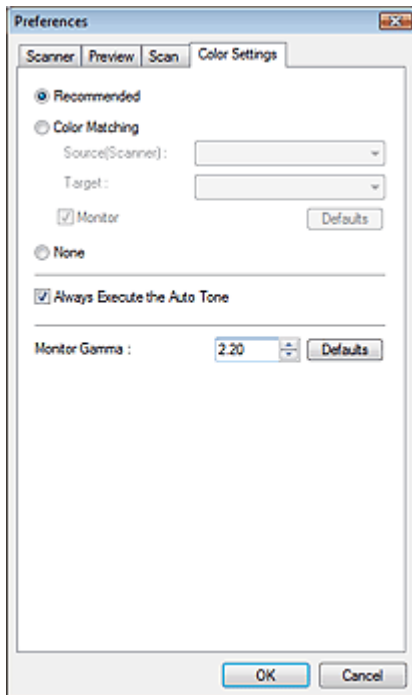 Preferences
Scanner Preview Scan Color Settings
Recommended
Color Matching
Source(Scanner) :
Target :
Monitor Defaults
None
Always Execute the Auto Tone
Monitor Gamma : 2.20 Defaults
OK Cancel